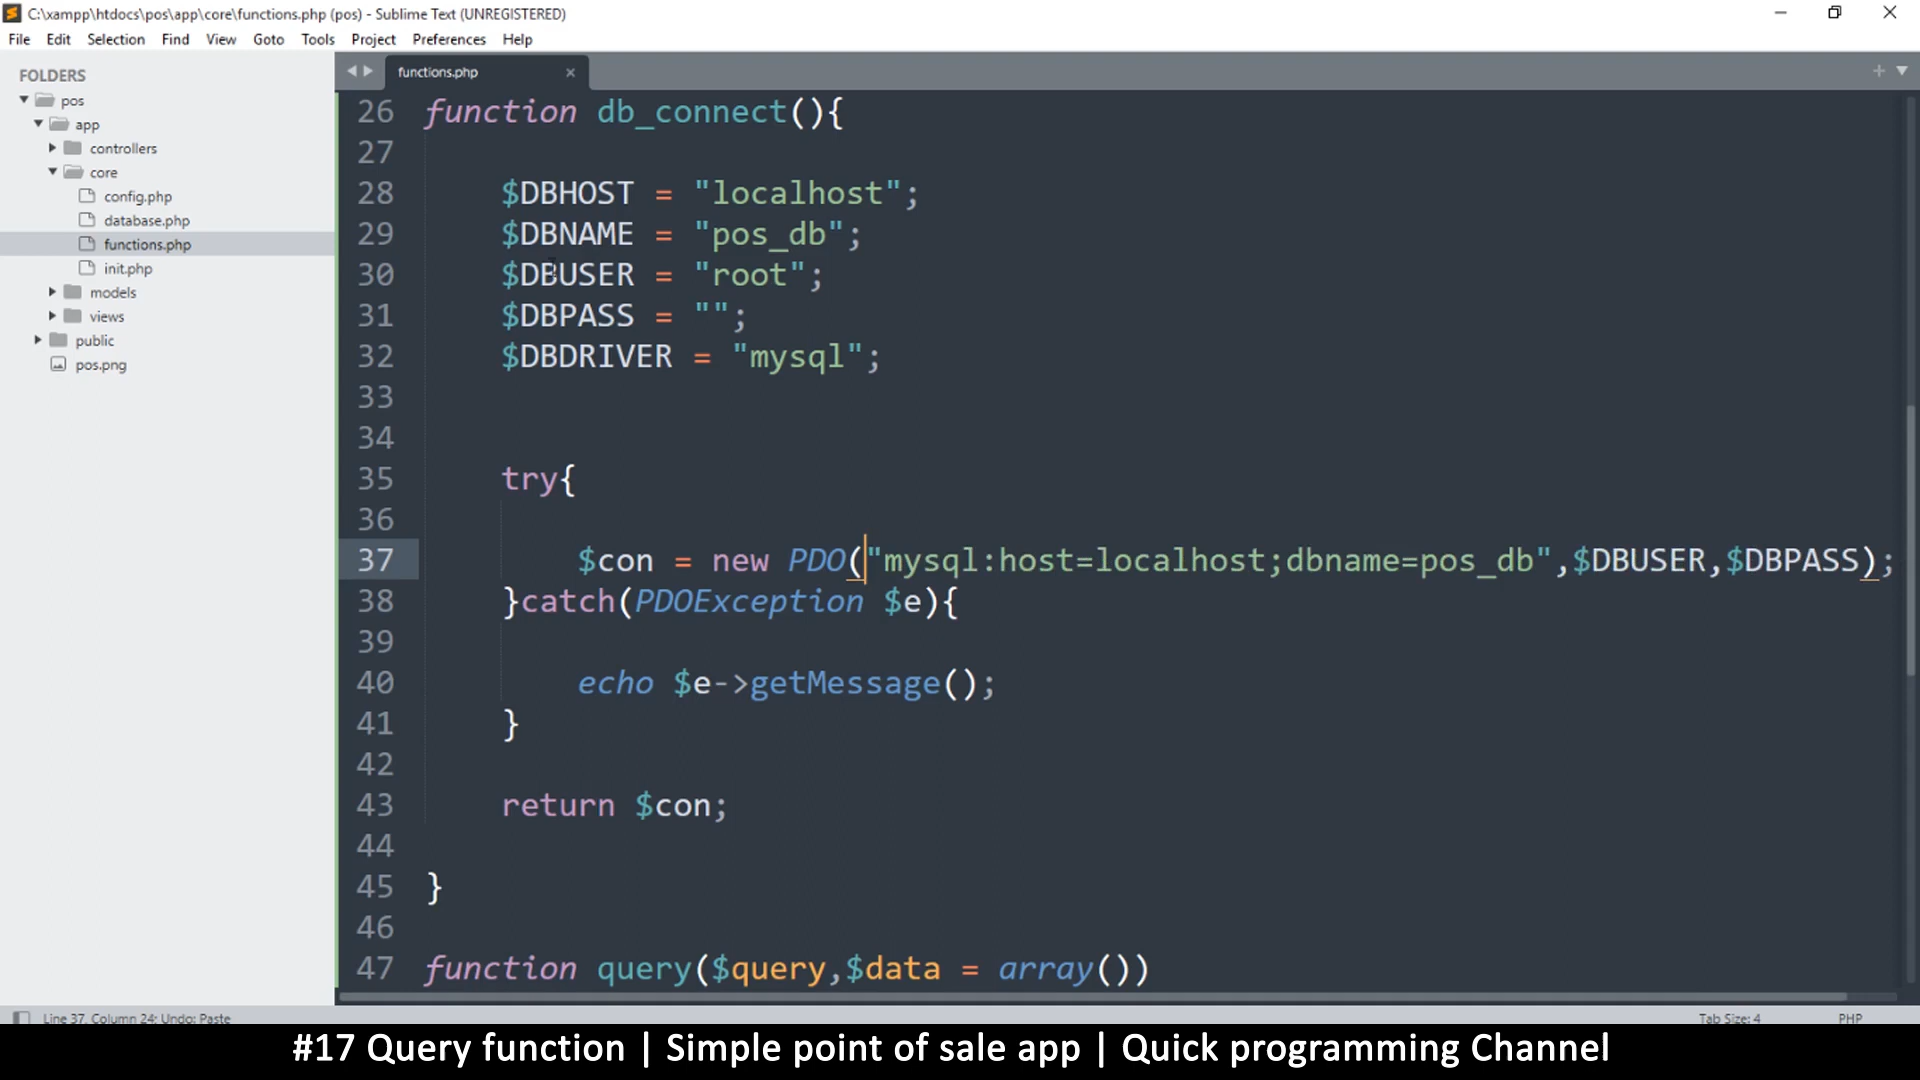 C:\xampp\htdocs\pos\app\core\functions.php (pos) - Sublime Text (UNREGISTERED)
File Edit Selection Find View Goto Tools Project Preferences Help
FOLDERS
pos
app
controllers
core
config.php
database.php
functions.php
init.php
models
views
public
pos.png
functions.php
26 function db_connect(){
27
28 $DBHOST = "localhost";
29 $DBNAME = "pos_db";
30 $DBUSER = "root";
31 $DBPASS = "";
32 $DBDRIVER = "mysql";
33
34
35 try{
36
37 $con = new PDO("mysql:host=localhost;dbname=pos_db",$DBUSER,$DBPASS);
38 }catch(PDOException $e){
39
40 echo $e->getMessage();
41 }
42
43 return $con;
44
45 }
46
47 function query($query,$data = array())
Line 37, Column 24; Undo: Paste
Tab Size: 4
PHP
#17 Query function | Simple point of sale app | Quick programming Channel